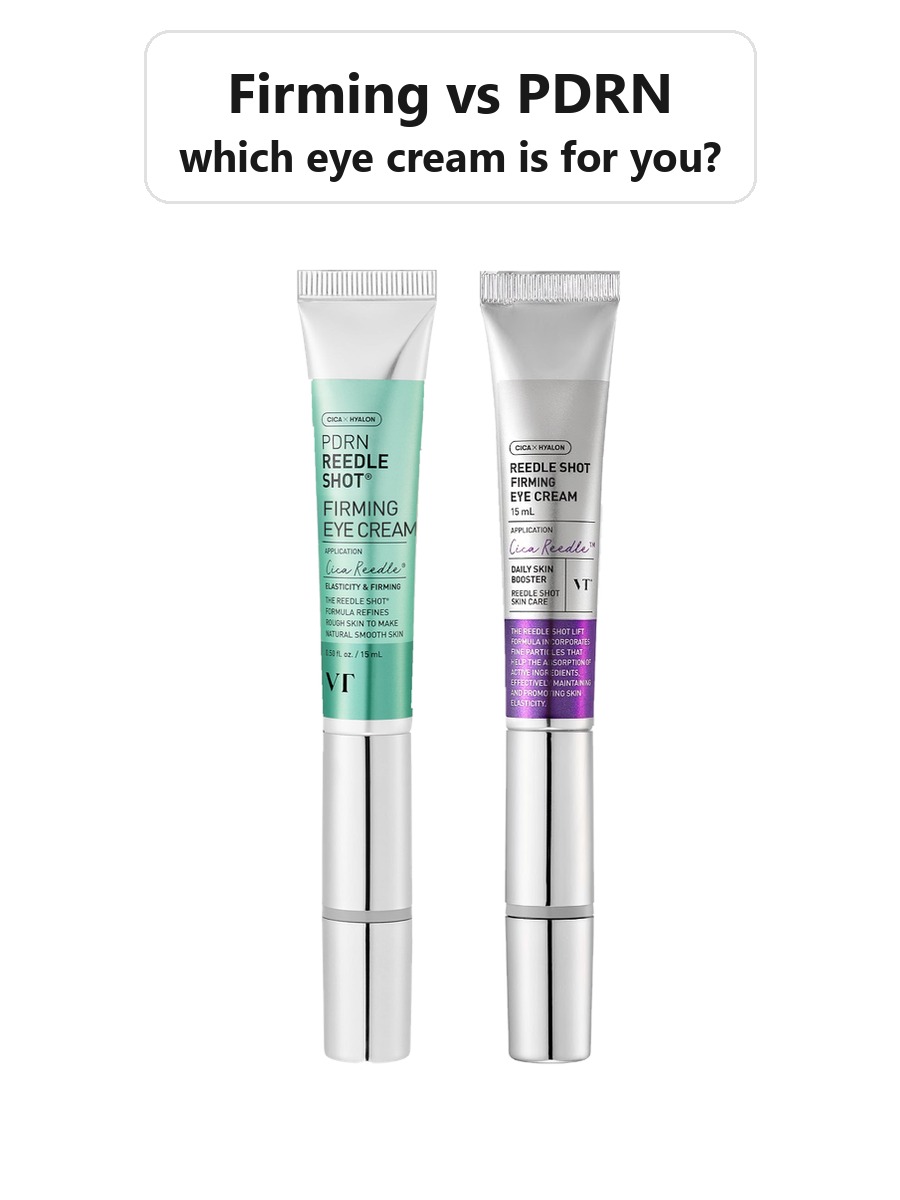 Firming vs PDRN
which eye cream is for you?
CICA × HYALON
PDRN
REEDLE
SHOT®
FIRMING
EYE CREAM
APPLICATION
Cica Reedle®
ELASTICITY & FIRMING
THE REEDLE SHOT®
FORMULA REFINES
ROUGH SKIN TO MAKE
NATURAL SMOOTH SKIN
0.50 fl. oz. / 15 mL
VT
CICA × HYALON
REEDLE SHOT
FIRMING
EYE CREAM
15 mL
APPLICATION
Cica Reedle™
DAILY SKIN
BOOSTER
REEDLE SHOT
SKIN CARE
VT
THE REEDLE SHOT LIFT
FORMULA INCORPORATES
FINE PARTICLES THAT
HELP THE ABSORPTION OF
ACTIVE INGREDIENTS,
EFFECTIVELY MAINTAINING
AND PROMOTING SKIN
ELASTICITY.